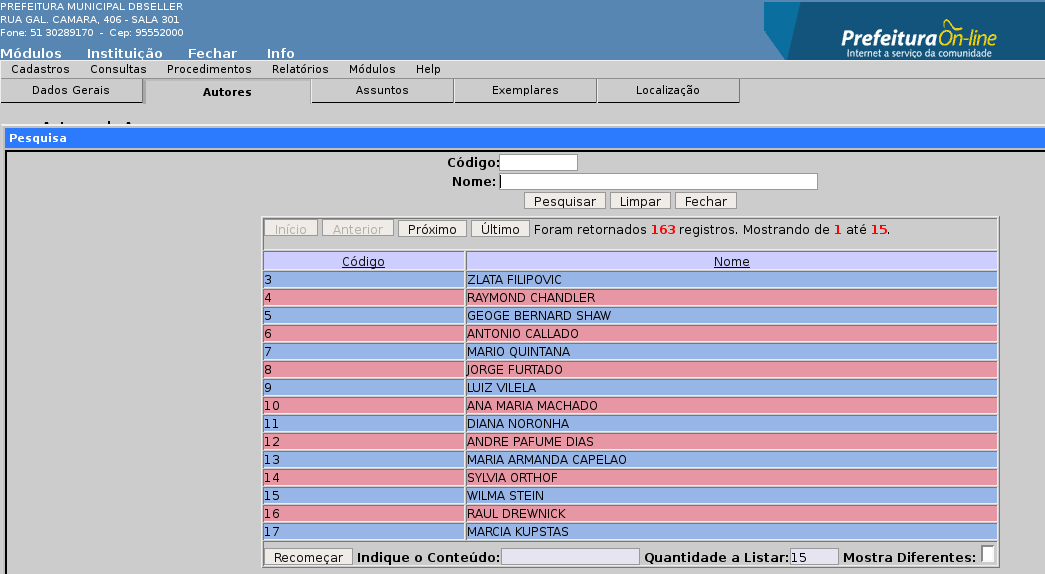 PREFEITURA MUNICIPAL DBSELLER
RUA GAL. CAMARA, 406 - SALA 301
Fone: 51 30289170 - Cep: 95552000
PrefeituraOn-line
Internet a serviço da comunidade
Módulos Instituição Fechar Info
Cadastros Consultas Procedimentos Relatórios Módulos Help
Dados Gerais Autores Assuntos Exemplares Localização
Pesquisa
Código:
Nome:
Pesquisar Limpar Fechar
Início Anterior Próximo Último Foram retornados 163 registros. Mostrando de 1 até 15.
Código Nome
3 ZLATA FILIPOVIC
4 RAYMOND CHANDLER
5 GEOGE BERNARD SHAW
6 ANTONIO CALLADO
7 MARIO QUINTANA
8 JORGE FURTADO
9 LUIZ VILELA
10 ANA MARIA MACHADO
11 DIANA NORONHA
12 ANDRE PAFUME DIAS
13 MARIA ARMANDA CAPELAO
14 SYLVIA ORTHOF
15 WILMA STEIN
16 RAUL DREWNICK
17 MARCIA KUPSTAS
Recomeçar Indique o Conteúdo: Quantidade a Listar: 15 Mostra Diferentes: